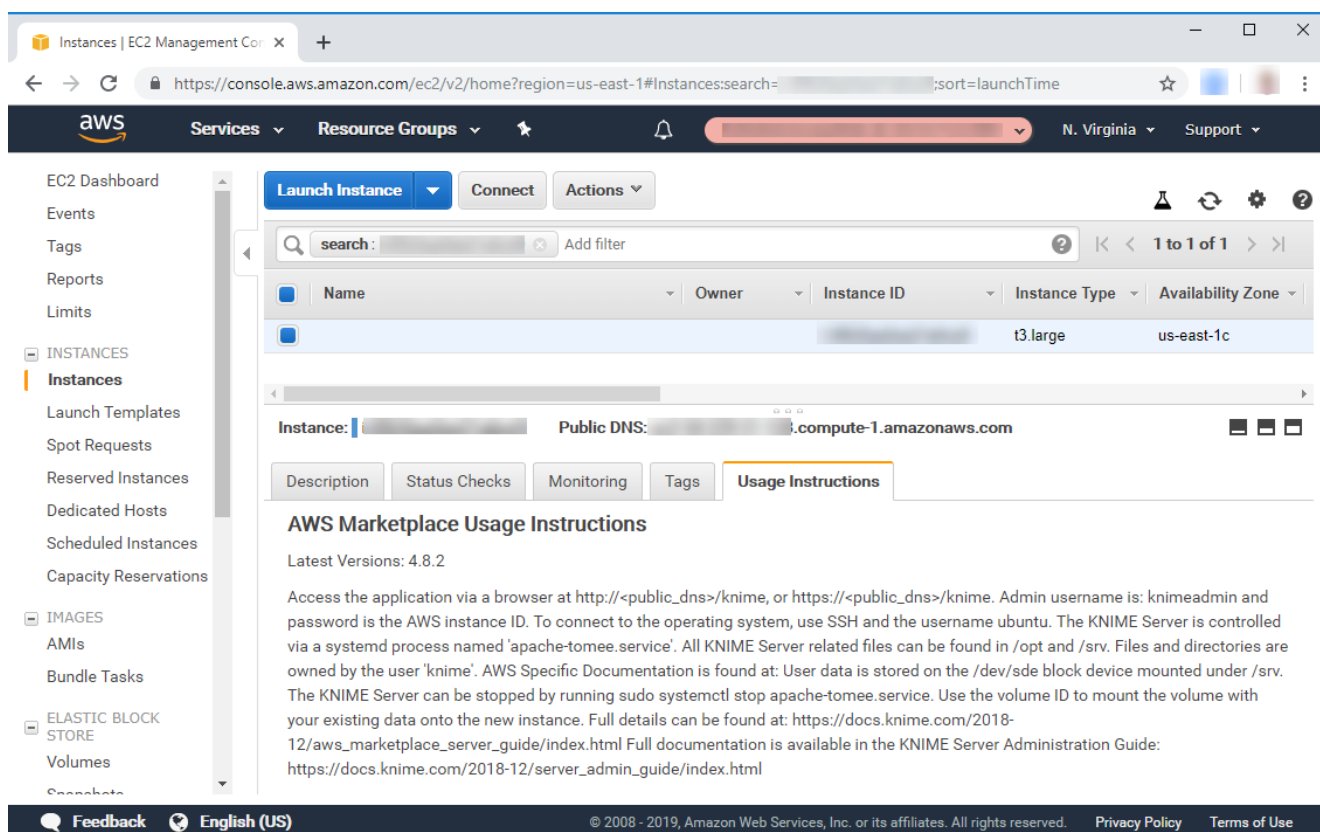 Instances | EC2 Management Cor
https://console.aws.amazon.com/ec2/v2/home?region=us-east-1#Instances:search= ;sort=launchTime
aws Services Resource Groups N. Virginia Support
EC2 Dashboard
Events
Tags
Reports
Limits
INSTANCES
Instances
Launch Templates
Spot Requests
Reserved Instances
Dedicated Hosts
Scheduled Instances
Capacity Reservations
IMAGES
AMIs
Bundle Tasks
ELASTIC BLOCK
STORE
Volumes
Snapshots
Launch Instance Connect Actions
search : Add filter 1 to 1 of 1
Name Owner Instance ID Instance Type Availability Zone
t3.large us-east-1c
Instance: Public DNS: .compute-1.amazonaws.com
Description Status Checks Monitoring Tags Usage Instructions
AWS Marketplace Usage Instructions
Latest Versions: 4.8.2
Access the application via a browser at http://<public_dns>/knime, or https://<public_dns>/knime. Admin username is: knimeadmin and
password is the AWS instance ID. To connect to the operating system, use SSH and the username ubuntu. The KNIME Server is controlled
via a systemd process named 'apache-tomee.service'. All KNIME Server related files can be found in /opt and /srv. Files and directories are
owned by the user 'knime'. AWS Specific Documentation is found at: User data is stored on the /dev/sde block device mounted under /srv.
The KNIME Server can be stopped by running sudo systemctl stop apache-tomee.service. Use the volume ID to mount the volume with
your existing data onto the new instance. Full details can be found at: https://docs.knime.com/2018-
12/aws_marketplace_server_guide/index.html Full documentation is available in the KNIME Server Administration Guide:
https://docs.knime.com/2018-12/server_admin_guide/index.html
Feedback English (US) © 2008 - 2019, Amazon Web Services, Inc. or its affiliates. All rights reserved. Privacy Policy Terms of Use